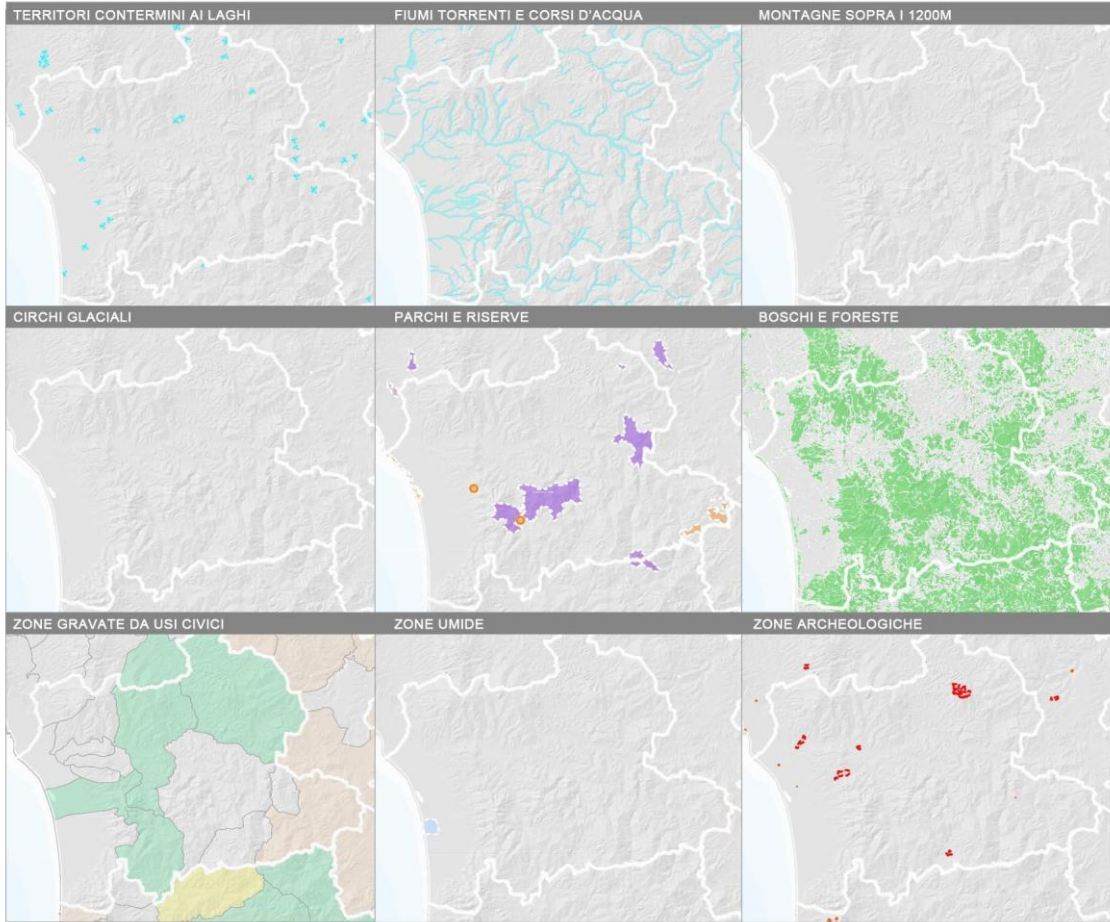 TERRITORI CONTERMINI AI LAGHI
FIUMI TORRENTI E CORSI D'ACQUA
MONTAGNE SOPRA I 1200M
CIRCHI GLACIALI
PARCHI E RISERVE
BOSCHI E FORESTE
ZONE GRAVATE DA USI CIVICI
ZONE UMIDE
ZONE ARCHEOLOGICHE